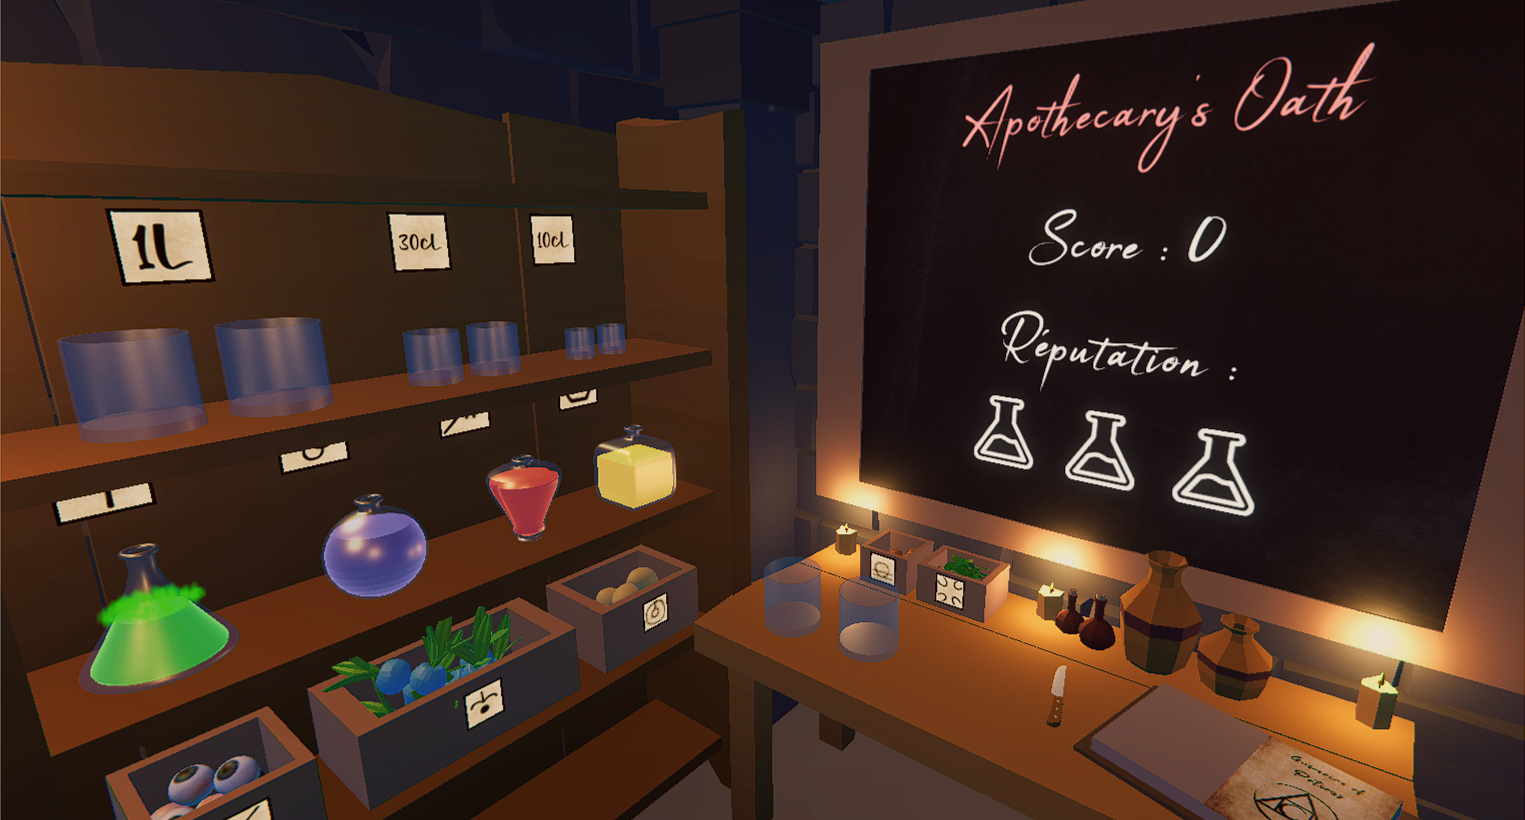 1L
30cL
10cL
Apothecary's Oath
Score : 0
Réputation :